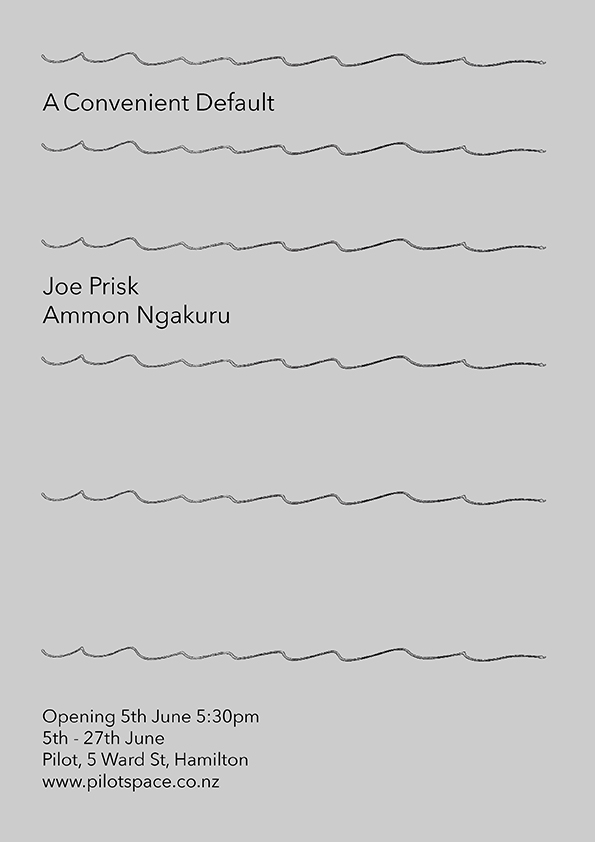 A Convenient Default
Joe Prisk
Ammon Ngakuru
Opening 5th June 5:30pm
5th - 27th June
Pilot, 5 Ward St, Hamilton
www.pilotspace.co.nz